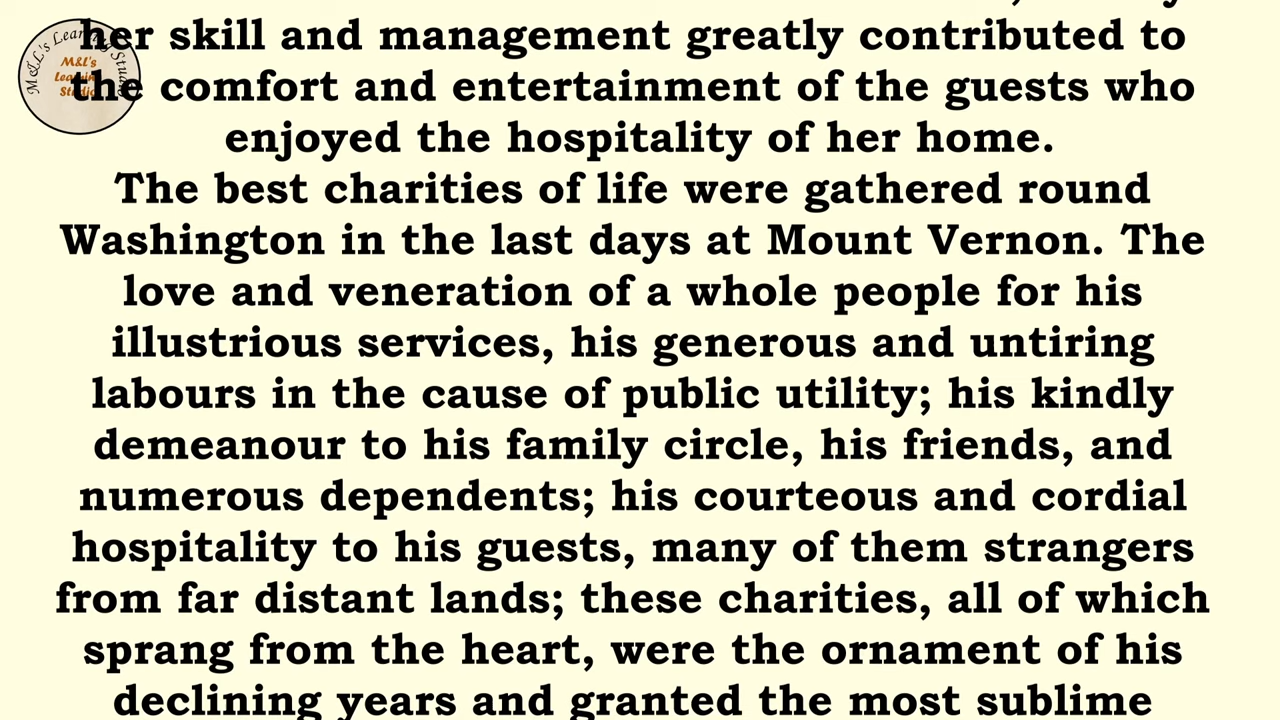 her skill and management greatly contributed to
the comfort and entertainment of the guests who
enjoyed the hospitality of her home.
The best charities of life were gathered round
Washington in the last days at Mount Vernon. The
love and veneration of a whole people for his
illustrious services, his generous and untiring
labours in the cause of public utility; his kindly
demeanour to his family circle, his friends, and
numerous dependents; his courteous and cordial
hospitality to his guests, many of them strangers
from far distant lands; these charities, all of which
sprang from the heart, were the ornament of his
declining years and granted the most sublime
M&L's Learning Studio
M&L's
Learning
Studio